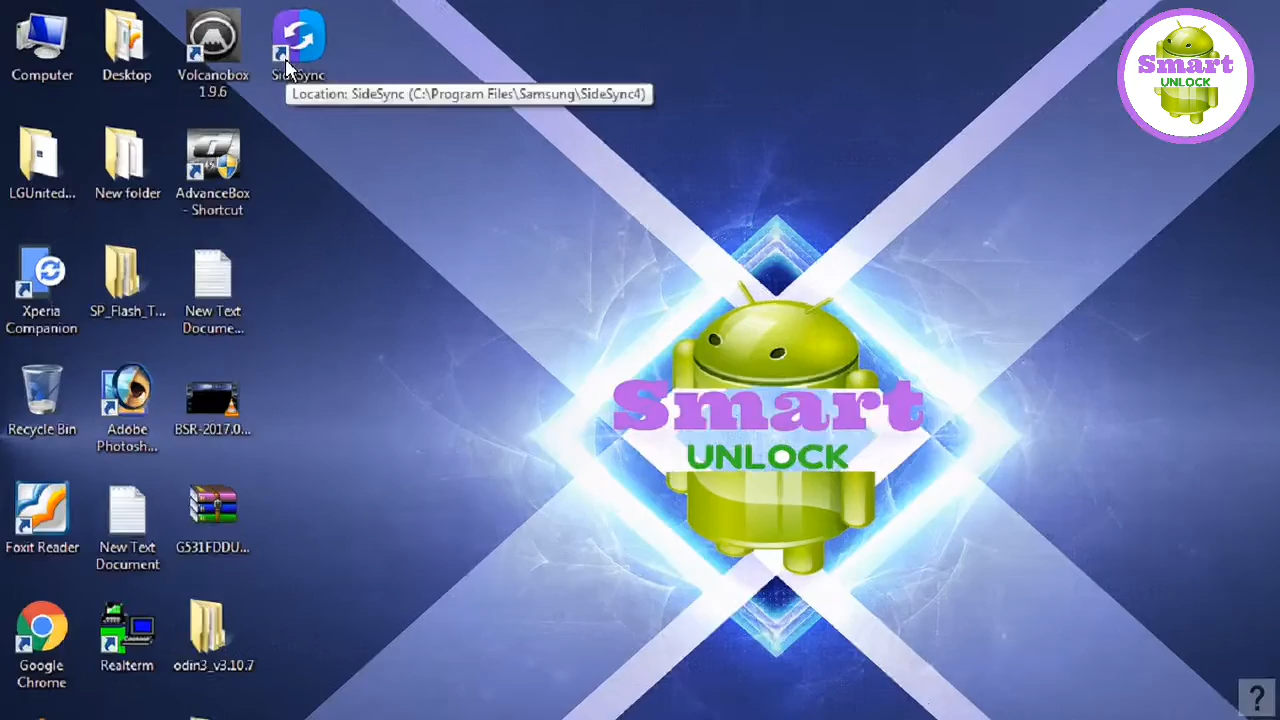 Computer
Desktop
Volcanobox
1.9.6
SideSync
Location: SideSync (C:\Program Files\Samsung\SideSync4)
Smart
UNLOCK
LGUnited...
New folder
AdvanceBox
- Shortcut
Xperia
Companion
SP_Flash_T...
New Text
Docume...
Smart
UNLOCK
Recycle Bin
Adobe
Photosh...
BSR-2017.0...
Foxit Reader
New Text
Document
G531FDDU...
Google
Chrome
Realterm
odin3_v3.10.7
?